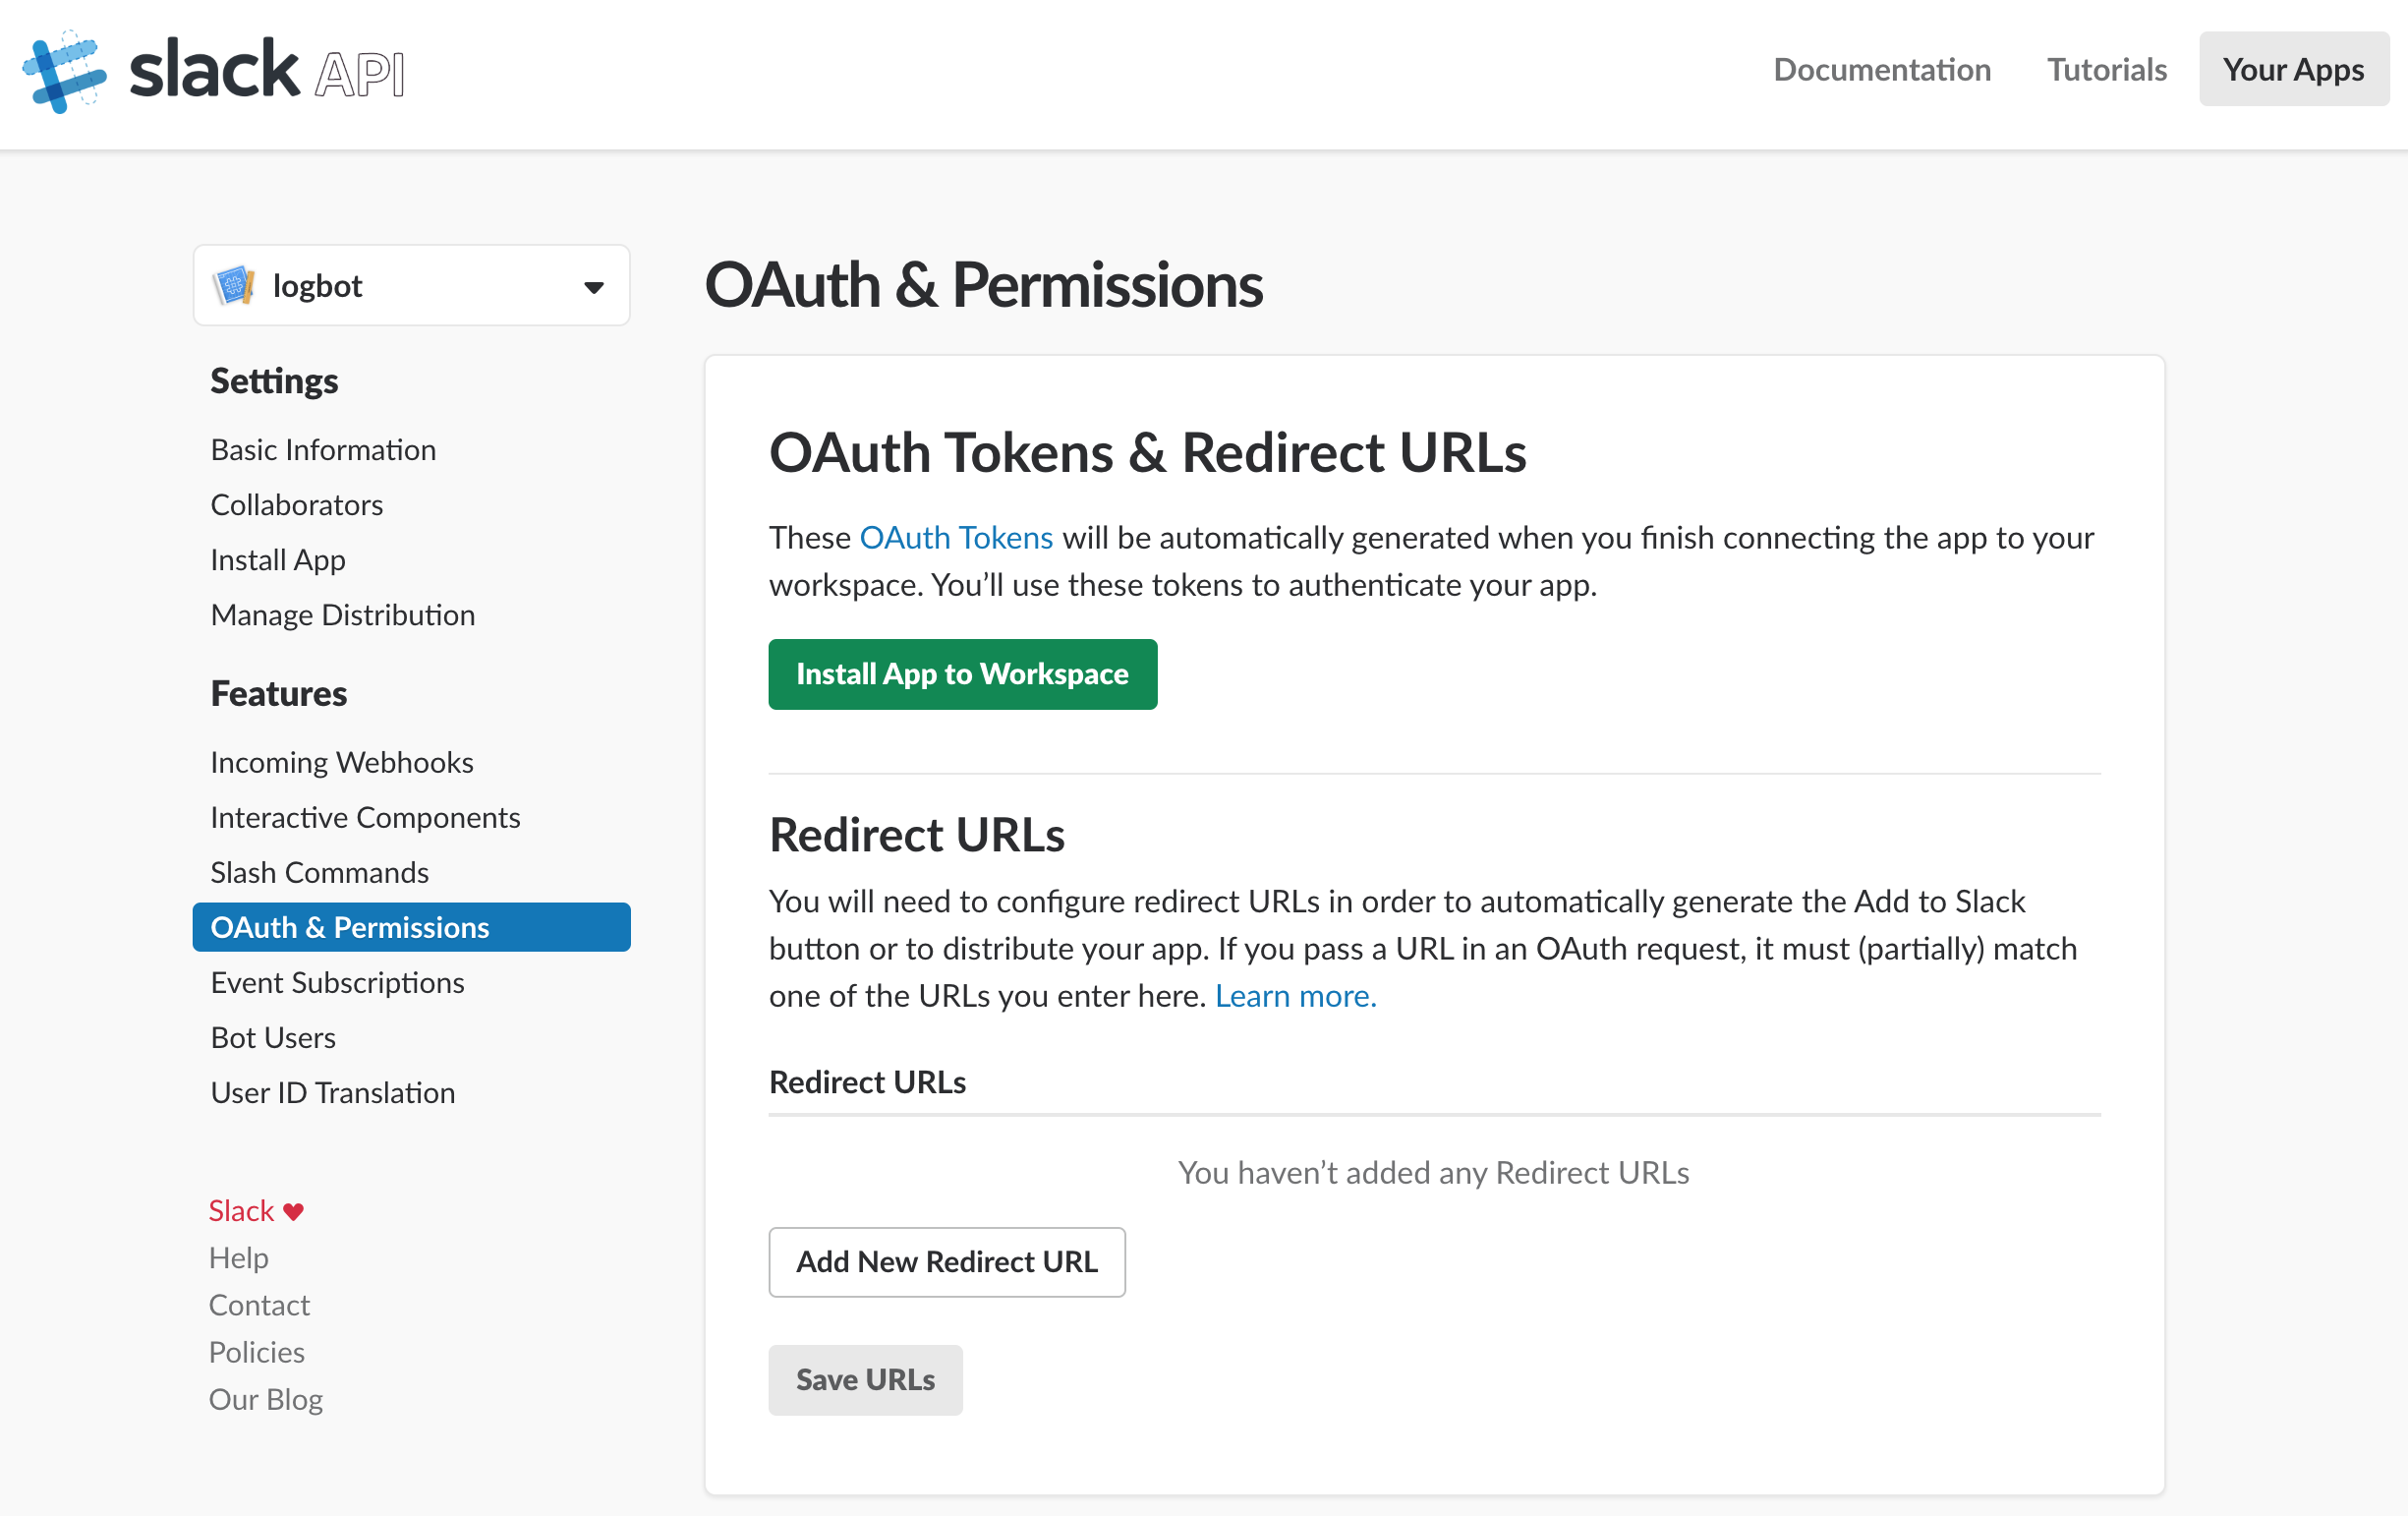 slack API
Documentation
Tutorials
Your Apps
logbot
Settings
Basic Information
Collaborators
Install App
Manage Distribution
Features
Incoming Webhooks
Interactive Components
Slash Commands
OAuth & Permissions
Event Subscriptions
Bot Users
User ID Translation
Slack ♥
Help
Contact
Policies
Our Blog
OAuth & Permissions
OAuth Tokens & Redirect URLs
These OAuth Tokens will be automatically generated when you finish connecting the app to your
workspace. You’ll use these tokens to authenticate your app.
Install App to Workspace
Redirect URLs
You will need to configure redirect URLs in order to automatically generate the Add to Slack
button or to distribute your app. If you pass a URL in an OAuth request, it must (partially) match
one of the URLs you enter here. Learn more.
Redirect URLs
You haven’t added any Redirect URLs
Add New Redirect URL
Save URLs